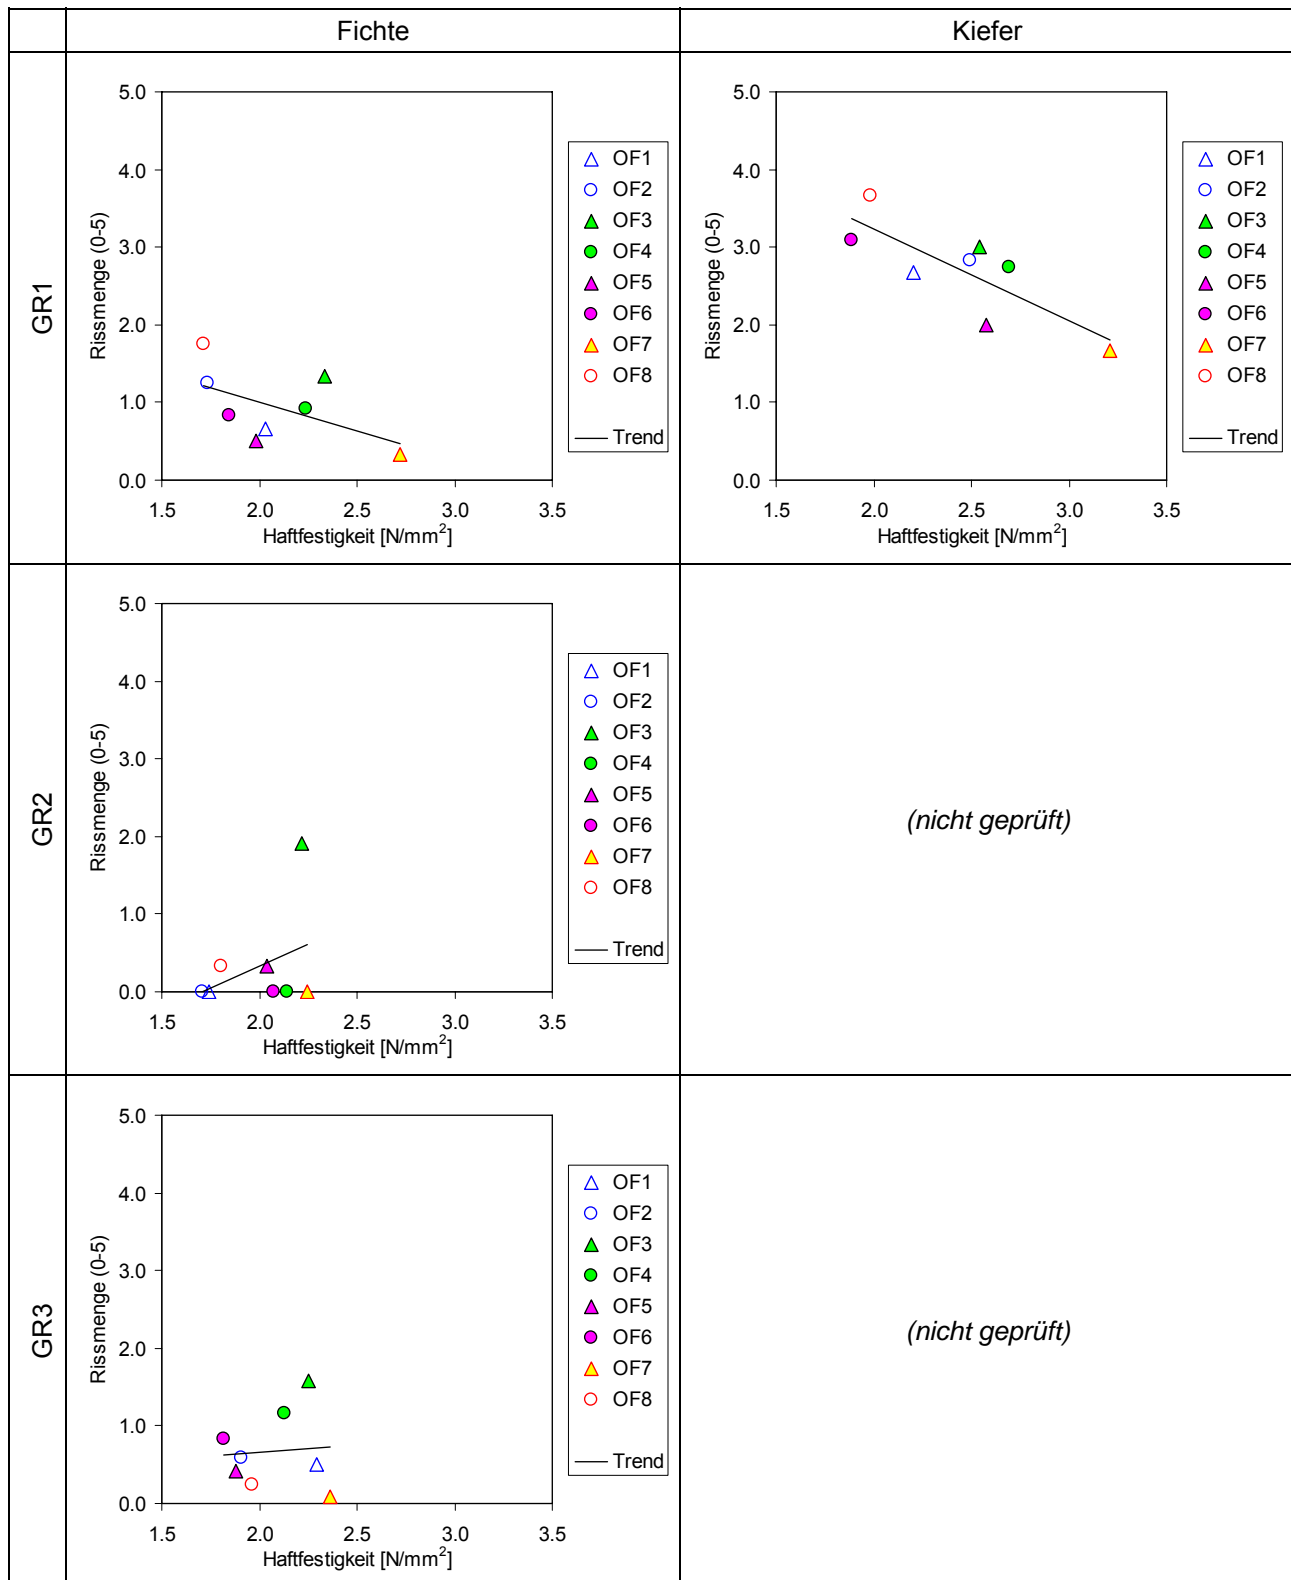 Fichte
Kiefer
GR1
5.0
4.0
3.0
2.0
1.0
0.0
Rissmenge (0-5)
1.5 2.0 2.5 3.0 3.5
Haftfestigkeit [N/mm²]
OF1
OF2
OF3
OF4
OF5
OF6
OF7
OF8
Trend
5.0
4.0
3.0
2.0
1.0
0.0
Rissmenge (0-5)
1.5 2.0 2.5 3.0 3.5
Haftfestigkeit [N/mm²]
OF1
OF2
OF3
OF4
OF5
OF6
OF7
OF8
Trend
GR2
5.0
4.0
3.0
2.0
1.0
0.0
Rissmenge (0-5)
1.5 2.0 2.5 3.0 3.5
Haftfestigkeit [N/mm²]
OF1
OF2
OF3
OF4
OF5
OF6
OF7
OF8
Trend
(nicht geprüft)
GR3
5.0
4.0
3.0
2.0
1.0
0.0
Rissmenge (0-5)
1.5 2.0 2.5 3.0 3.5
Haftfestigkeit [N/mm²]
OF1
OF2
OF3
OF4
OF5
OF6
OF7
OF8
Trend
(nicht geprüft)